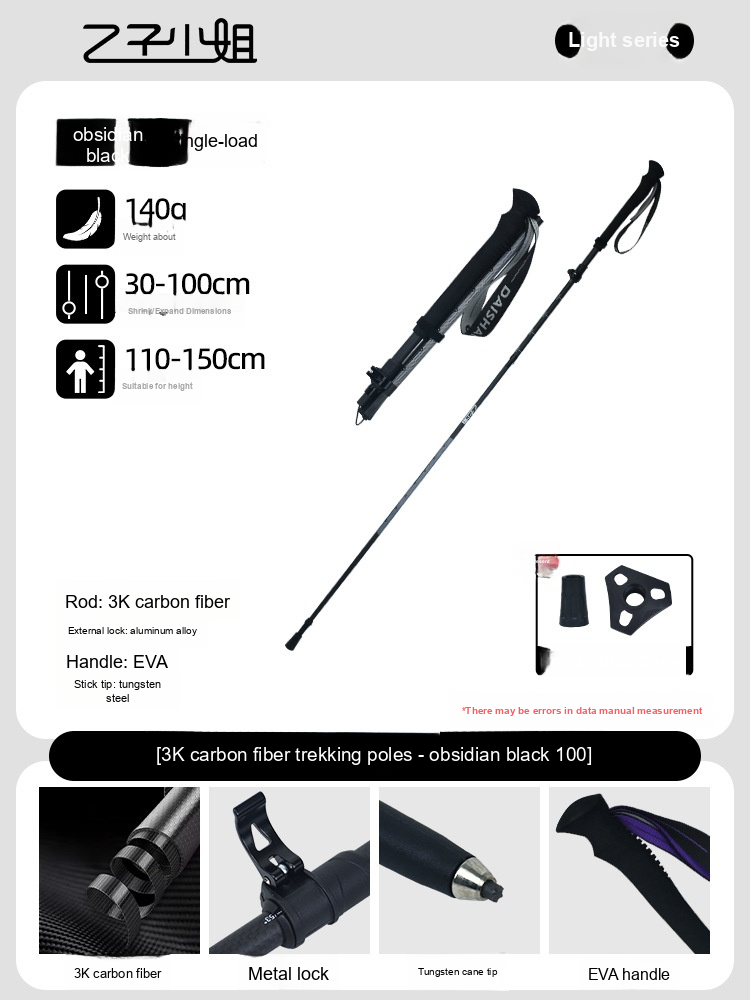 乙子小姐
Light series
obsidian
black
ngle-load
140g
Weight about
30-100cm
Shrink/Expand Dimensions
110-150cm
Suitable for height
DAISHA
Rod: 3K carbon fiber
External lock: aluminum alloy
Handle: EVA
Stick tip: tungsten
steel
*There may be errors in data manual measurement
[3K carbon fiber trekking poles - obsidian black 100]
3K carbon fiber
Metal lock
Tungsten cane tip
EVA handle